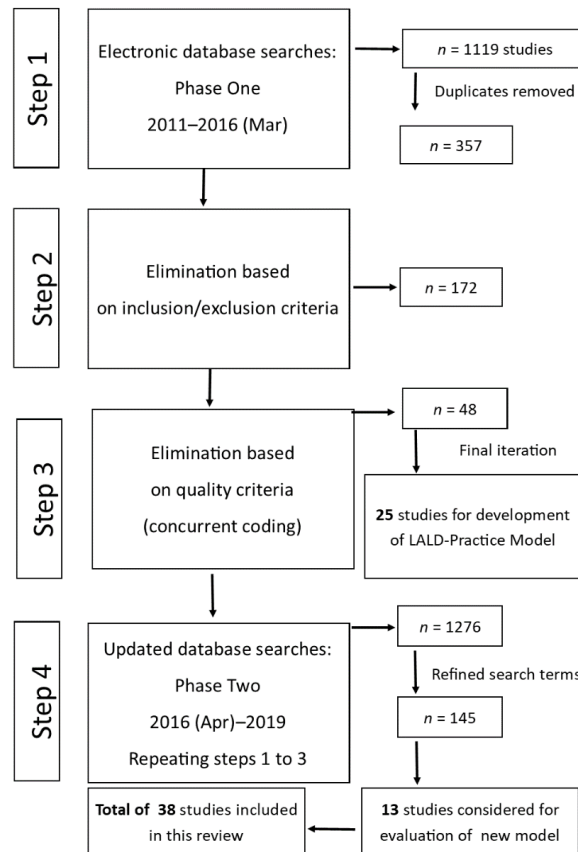 Step 1
Electronic database searches:
Phase One
2011–2016 (Mar)
n = 1119 studies
Duplicates removed
n = 357
Step 2
Elimination based
on inclusion/exclusion criteria
n = 172
Step 3
Elimination based
on quality criteria
(concurrent coding)
n = 48
Final iteration
25 studies for development
of LALD-Practice Model
Step 4
Updated database searches:
Phase Two
2016 (Apr)–2019
Repeating steps 1 to 3
n = 1276
Refined search terms
n = 145
13 studies considered for
evaluation of new model
Total of 38 studies included
in this review